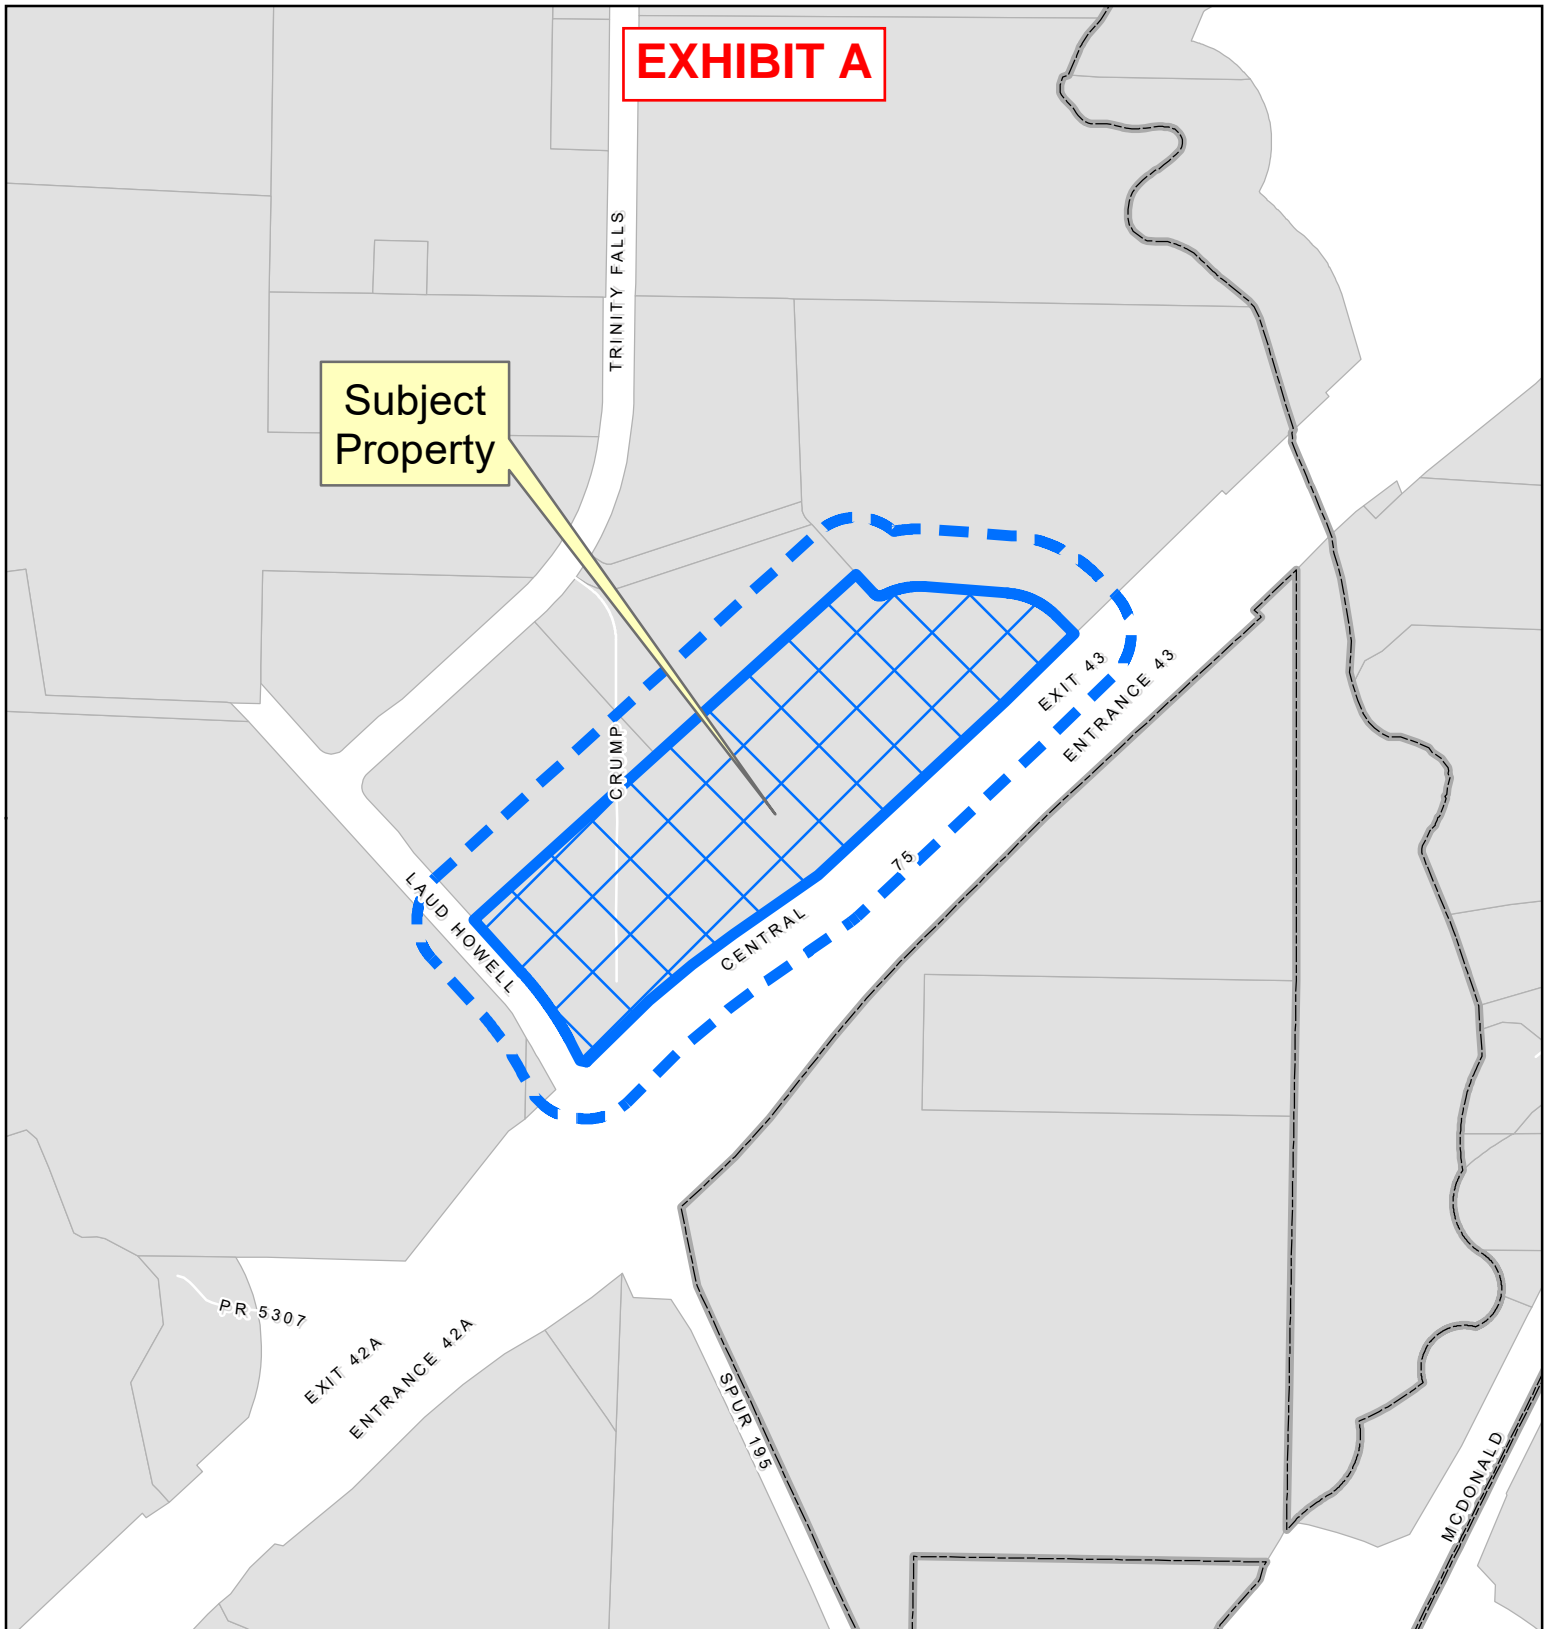 EXHIBIT A
TRINITY FALLS
Subject
Property
EXIT 43
ENTRANCE 43
CRUMP
75
LAUD HOWELL
CENTRAL
PR 5307
EXIT 42A
ENTRANCE 42A
SPUR 195
MCDONALD